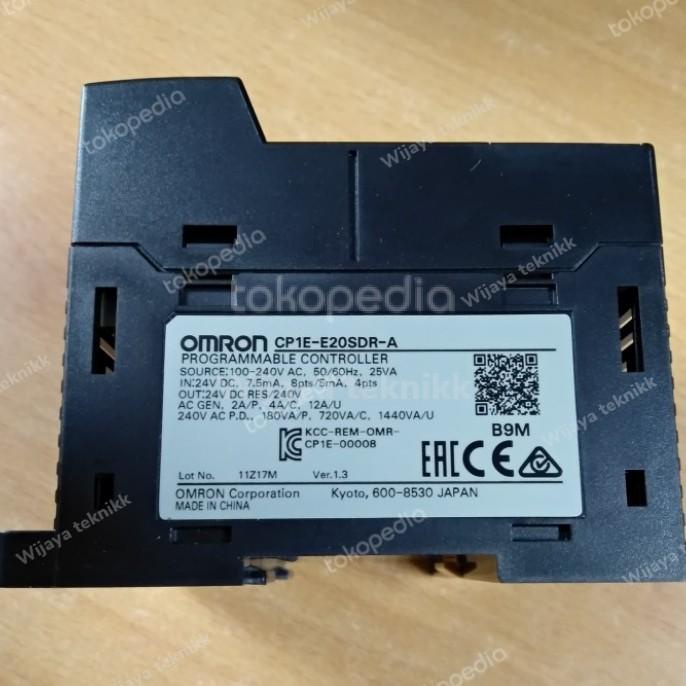 OMRON CP1E-E20SDR-A
PROGRAMMABLE CONTROLLER
SOURCE:100-240V AC, 50/60Hz, 25VA
IN:24V DC, 7.5mA, 8pts/5mA, 4pts
OUT:24V DC RES/240V
AC GEN, 2A/P, 4A/C, 12A/U
240V AC P.D., 180VA/P, 720VA/C, 1440VA/U
KCC-REM-OMR-
CP1E-00008
B9M
EAC CE
Lot No. 11Z17M Ver.1.3
OMRON Corporation Kyoto, 600-8530 JAPAN
MADE IN CHINA
tokopedia
Wijaya teknikk